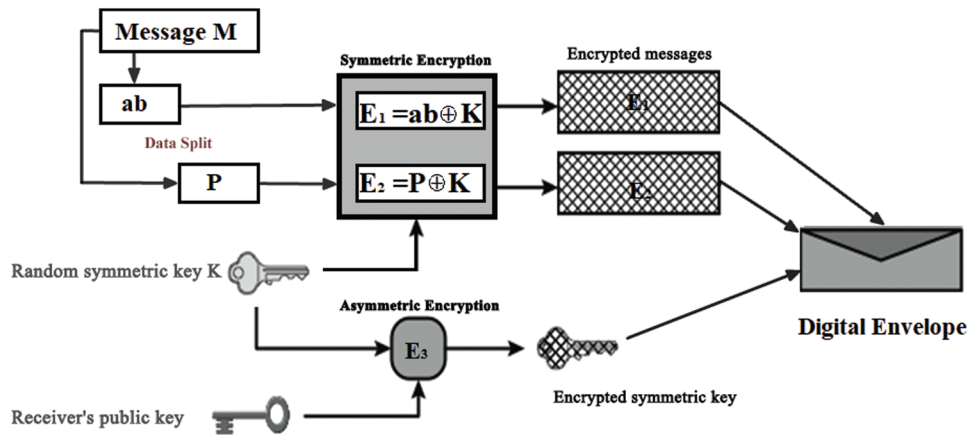 Message M
ab
Data Split
P
Symmetric Encryption
E₁ =ab⊕K
E₂ =P⊕K
Encrypted messages
E₁
E₂
Random symmetric key K
Asymmetric Encryption
E₃
Receiver's public key
Encrypted symmetric key
Digital Envelope